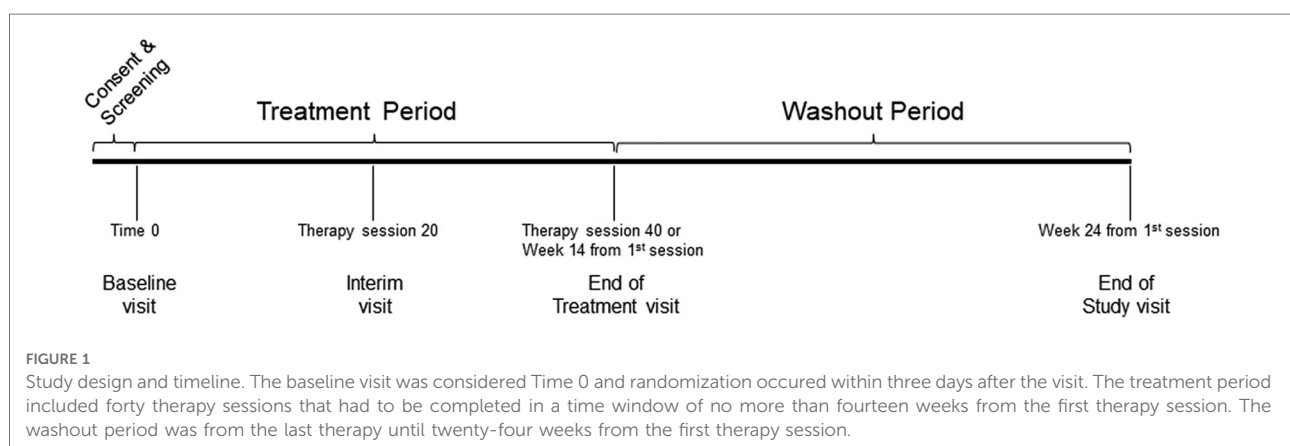 Consent &
Screening
Treatment Period
Washout Period
Time 0
Therapy session 20
Therapy session 40 or
Week 14 from 1st session
Week 24 from 1st session
Baseline
visit
Interim
visit
End of
Treatment visit
End of
Study visit
FIGURE 1
Study design and timeline. The baseline visit was considered Time 0 and randomization occured within three days after the visit. The treatment period
included forty therapy sessions that had to be completed in a time window of no more than fourteen weeks from the first therapy session. The
washout period was from the last therapy until twenty-four weeks from the first therapy session.